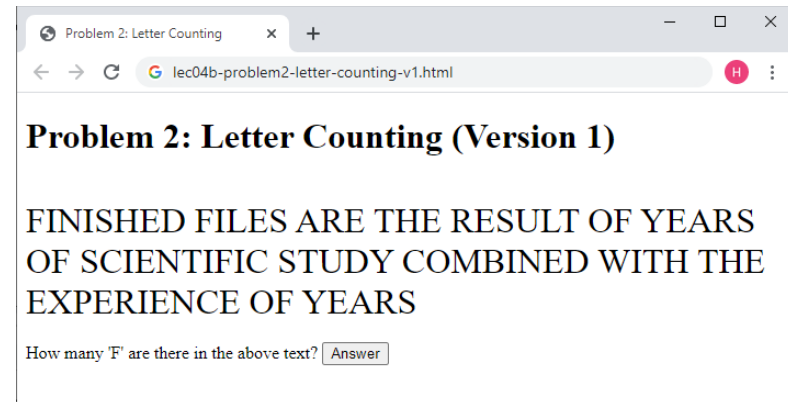 Problem 2: Letter Counting
lec04b-problem2-letter-counting-v1.html
H
Problem 2: Letter Counting (Version 1)
FINISHED FILES ARE THE RESULT OF YEARS
OF SCIENTIFIC STUDY COMBINED WITH THE
EXPERIENCE OF YEARS
How many 'F' are there in the above text? Answer